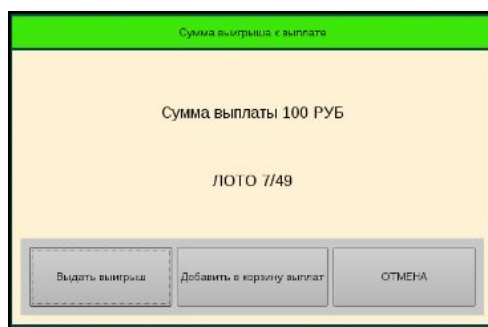 Сумма выигрыша к выплате
Сумма выплаты 100 РУБ
ЛОТО 7/49
Выдать выигрыш
Добавить в корзину выплат
ОТМЕНА